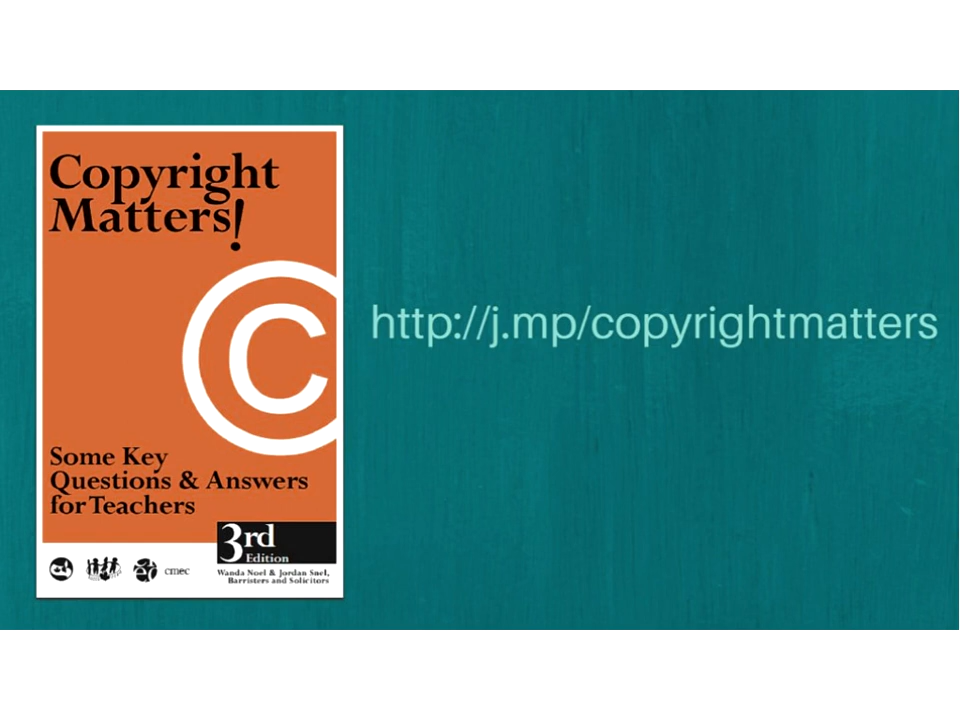 Copyright
Matters!
©
Some Key
Questions & Answers
for Teachers
3rd
Edition
cmec
Wanda Noel & Jordan Snel,
Barristers and Solicitors
http://j.mp/copyrightmatters